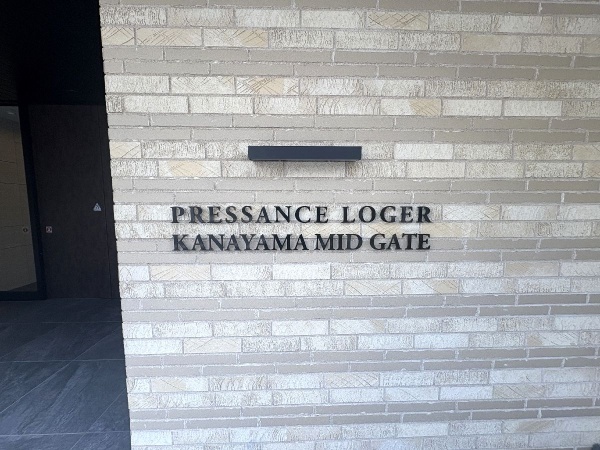 PRESSANCE LOGER
KANAYAMA MID GATE